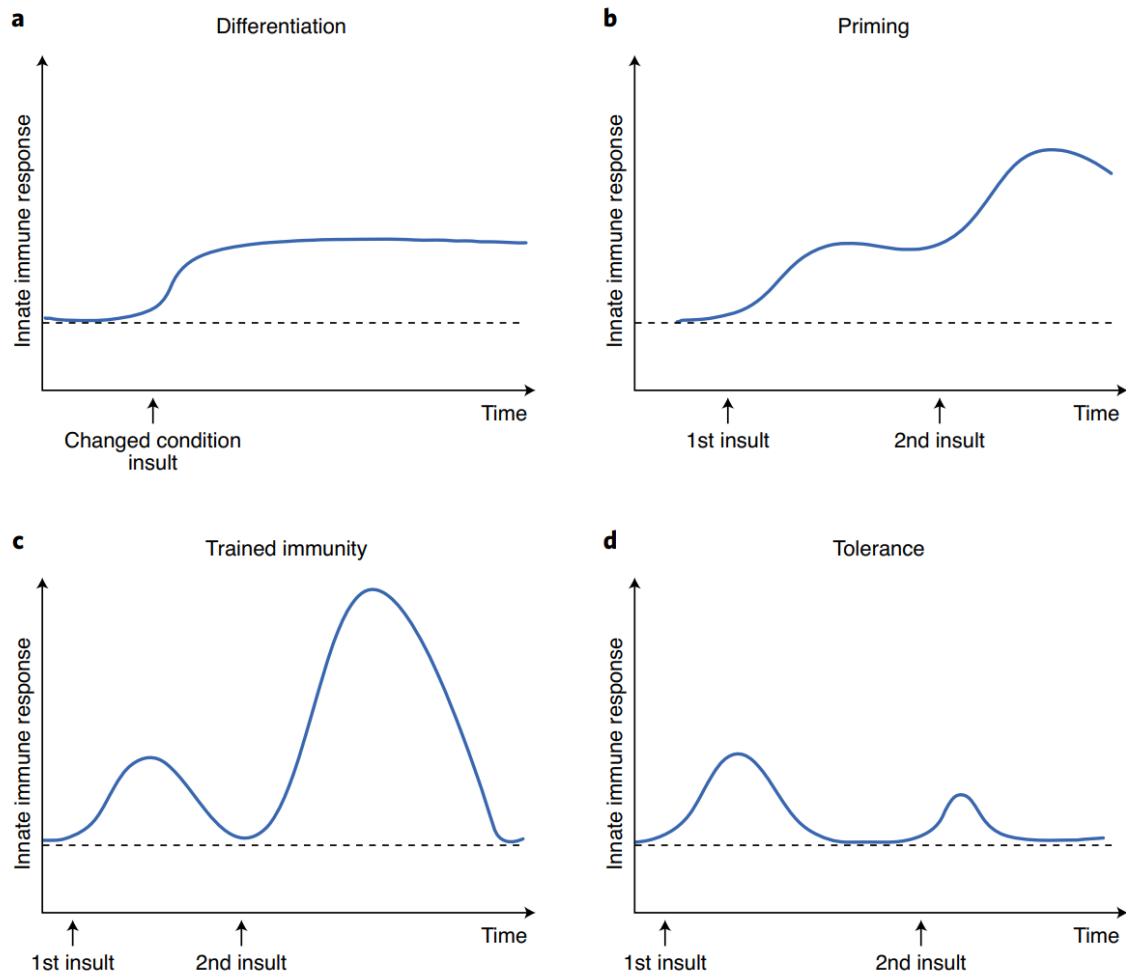 a
Differentiation
Innate immune response
Time
Changed condition
insult
b
Priming
Innate immune response
Time
1st insult
2nd insult
c
Trained immunity
Innate immune response
Time
1st insult
2nd insult
d
Tolerance
Innate immune response
Time
1st insult
2nd insult